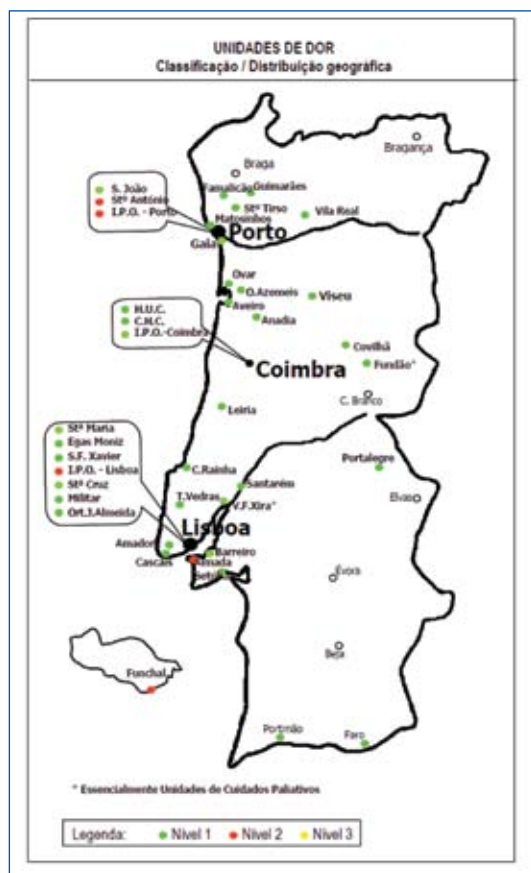 UNIDADES DE DOR
Classificação / Distribuição geográfica
Bragança
Braga
Famalicão
Guimarães
Stº Tirso
Vila Real
Matosinhos
Porto
Gaia
S. João
Stº António
I.P.O. - Porto
Ovar
O.Azemeis
Aveiro
Viseu
Anadia
H.U.C.
C.H.C.
I.P.O.-Coimbra
Covilhã
Fundão*
Coimbra
C. Branco
Leiria
Stª Maria
Egas Moniz
S.F. Xavier
I.P.O. - Lisboa
Stª Cruz
Militar
Ort.J.Almeida
C.Rainha
Santarém
Portalegre
T.Vedras
V.F.Xira*
Elvas
Lisboa
Amadora
Cascais
Barreiro
Almada
Évora
Beja
Funchal
Portimão
Faro
* Essencialmente Unidades de Cuidados Paliativos
Legenda: Nível 1 Nível 2 Nível 3